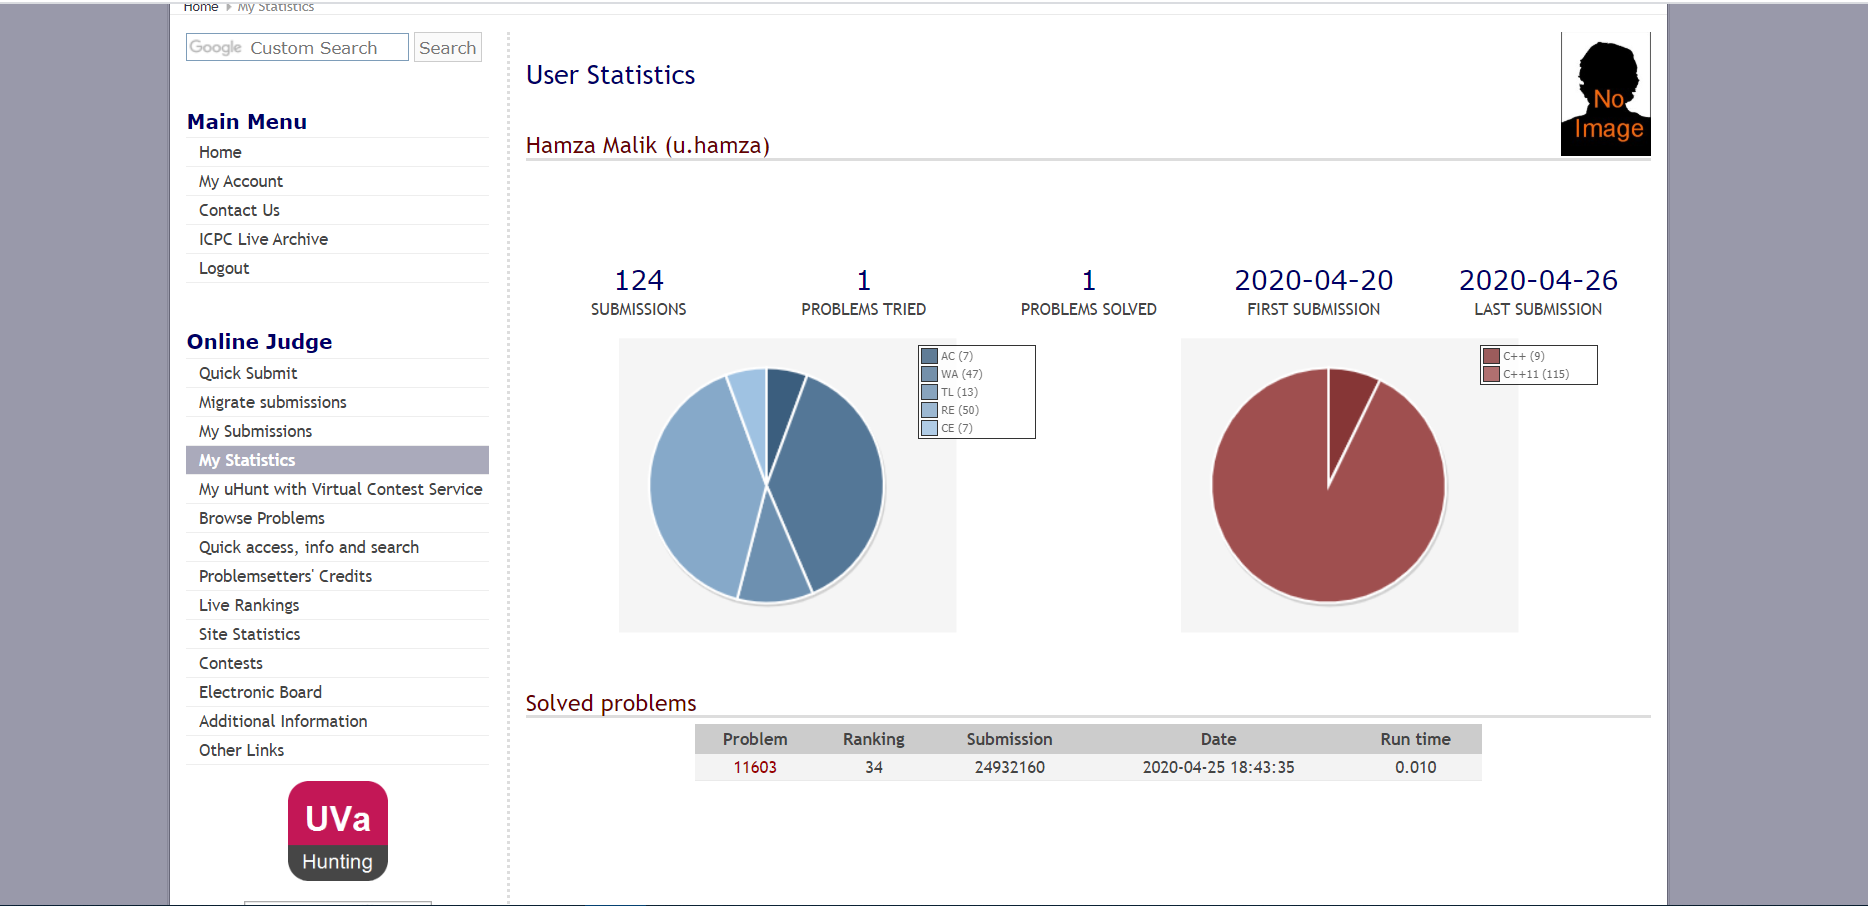 Home My Statistics
Google Custom Search Search
Main Menu
Home
My Account
Contact Us
ICPC Live Archive
Logout
Online Judge
Quick Submit
Migrate submissions
My Submissions
My Statistics
My uHunt with Virtual Contest Service
Browse Problems
Quick access, info and search
Problemsetters' Credits
Live Rankings
Site Statistics
Contests
Electronic Board
Additional Information
Other Links
UVa
Hunting
User Statistics
No
Image
Hamza Malik (u.hamza)
124 1 1 2020-04-20 2020-04-26
SUBMISSIONS PROBLEMS TRIED PROBLEMS SOLVED FIRST SUBMISSION LAST SUBMISSION
AC (7)
WA (47)
TL (13)
RE (50)
CE (7)
C++ (9)
C++11 (115)
Solved problems
Problem Ranking Submission Date Run time
11603 34 24932160 2020-04-25 18:43:35 0.010